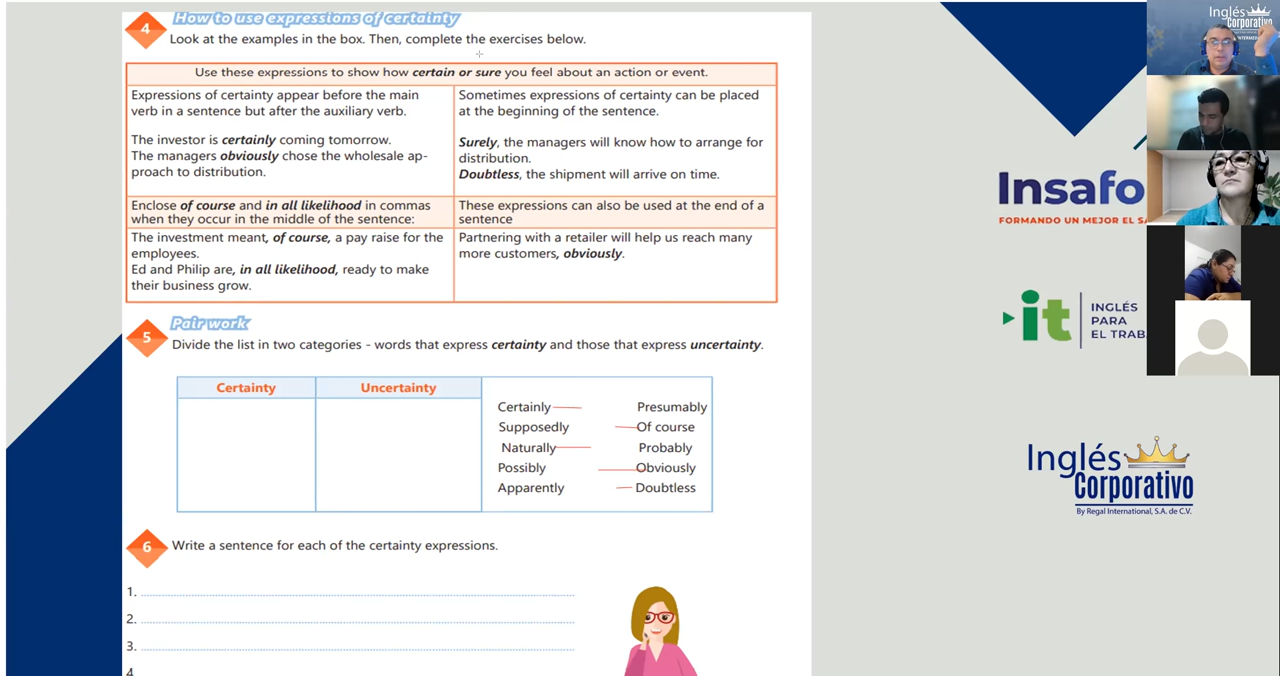 4
How to use expressions of certainty
Look at the examples in the box. Then, complete the exercises below.
Use these expressions to show how certain or sure you feel about an action or event.
Expressions of certainty appear before the main
verb in a sentence but after the auxiliary verb.
The investor is certainly coming tomorrow.
The managers obviously chose the wholesale ap-
proach to distribution.
Sometimes expressions of certainty can be placed
at the beginning of the sentence.
Surely, the managers will know how to arrange for
distribution.
Doubtless, the shipment will arrive on time.
Enclose of course and in all likelihood in commas
when they occur in the middle of the sentence:
These expressions can also be used at the end of a
sentence
The investment meant, of course, a pay raise for the
employees.
Ed and Philip are, in all likelihood, ready to make
their business grow.
Partnering with a retailer will help us reach many
more customers, obviously.
5
Pair work
Divide the list in two categories - words that express certainty and those that express uncertainty.
Certainty
Uncertainty
Certainly
Presumably
Supposedly
Of course
Naturally
Probably
Possibly
Obviously
Apparently
Doubtless
6
Write a sentence for each of the certainty expressions.
1.
2.
3.
4
Insafo
FORMANDO UN MEJOR EL SA
it
INGLÉS
PARA
EL TRAB
Inglés
Corporativo
By Regal International, S.A. de C.V.
Inglés
Corporativo